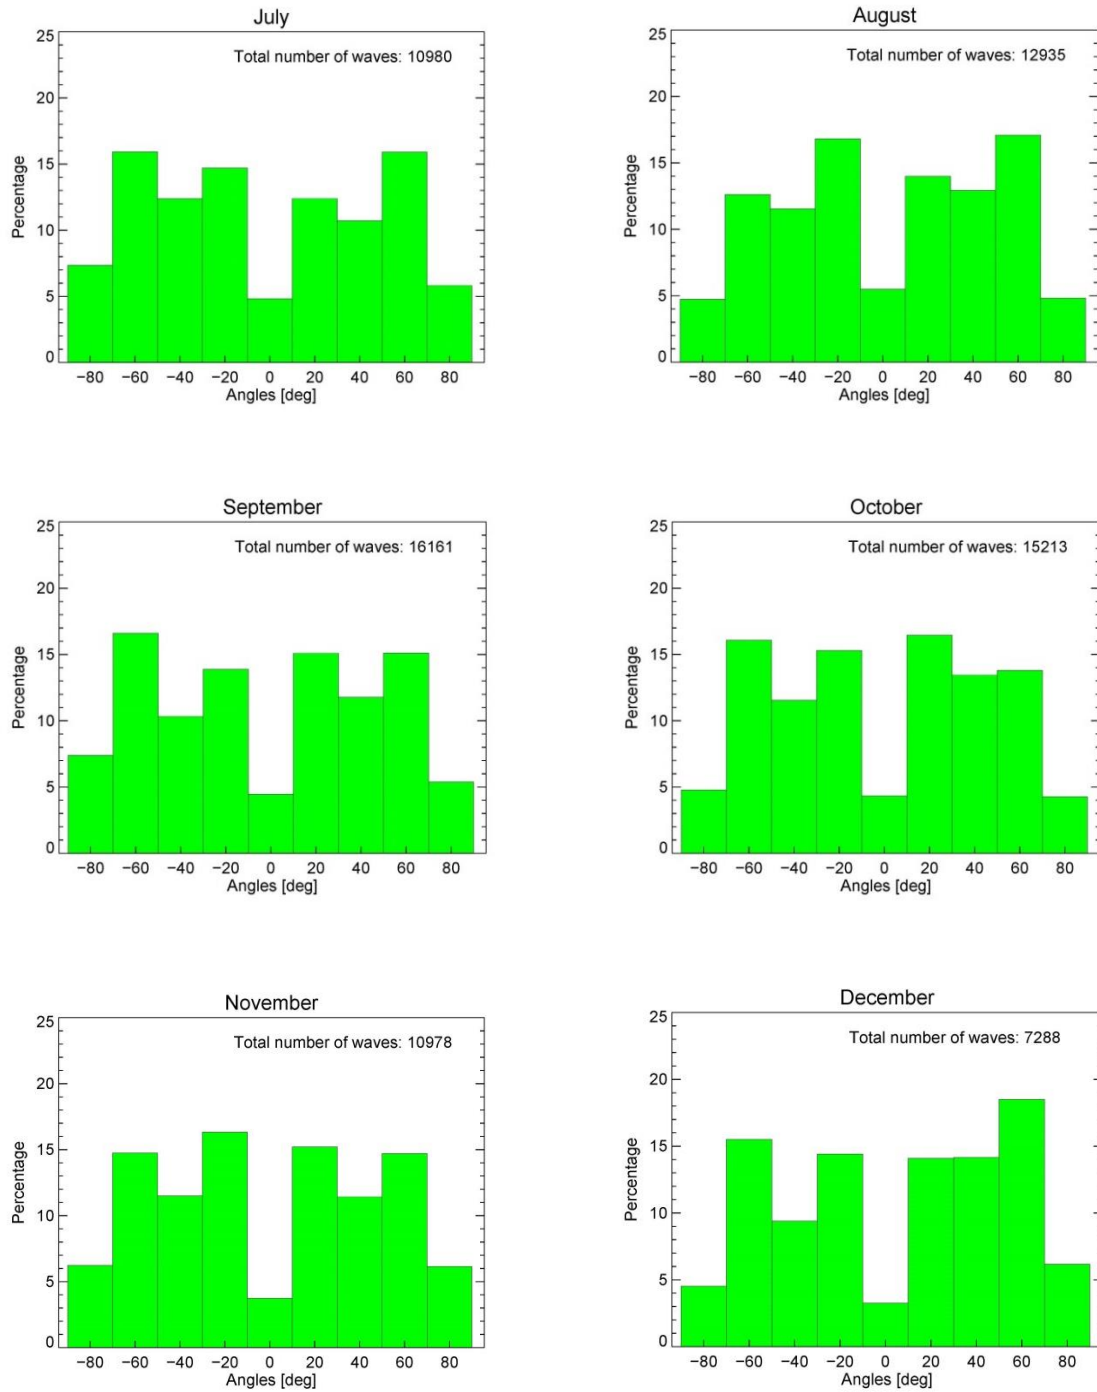 July
Total number of waves: 10980
25
20
15
10
5
0
Percentage
−80 −60 −40 −20 0 20 40 60 80
Angles [deg]
August
Total number of waves: 12935
25
20
15
10
5
0
Percentage
−80 −60 −40 −20 0 20 40 60 80
Angles [deg]
September
Total number of waves: 16161
25
20
15
10
5
0
Percentage
−80 −60 −40 −20 0 20 40 60 80
Angles [deg]
October
Total number of waves: 15213
25
20
15
10
5
0
Percentage
−80 −60 −40 −20 0 20 40 60 80
Angles [deg]
November
Total number of waves: 10978
25
20
15
10
5
0
Percentage
−80 −60 −40 −20 0 20 40 60 80
Angles [deg]
December
Total number of waves: 7288
25
20
15
10
5
0
Percentage
−80 −60 −40 −20 0 20 40 60 80
Angles [deg]